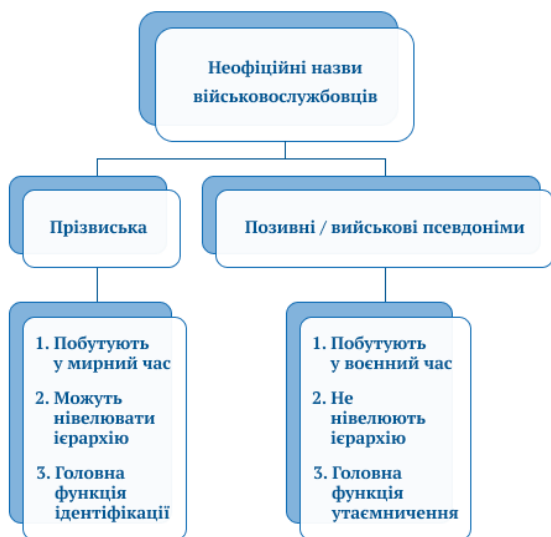 Неофіційні назви
військовослужбовців
Прізвиська
Позивні / військові псевдоніми
1. Побутують
у мирний час
2. Можуть
нівелювати
ієрархію
3. Головна
функція
ідентифікації
1. Побутують
у воєнний час
2. Не
нівелюють
ієрархію
3. Головна
функція
утаємничення